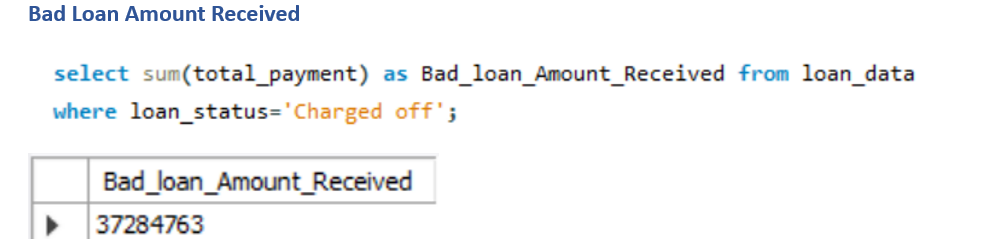 Bad Loan Amount Received
select sum(total_payment) as Bad_loan_Amount_Received from loan_data
where loan_status='Charged off';
Bad_loan_Amount_Received
37284763